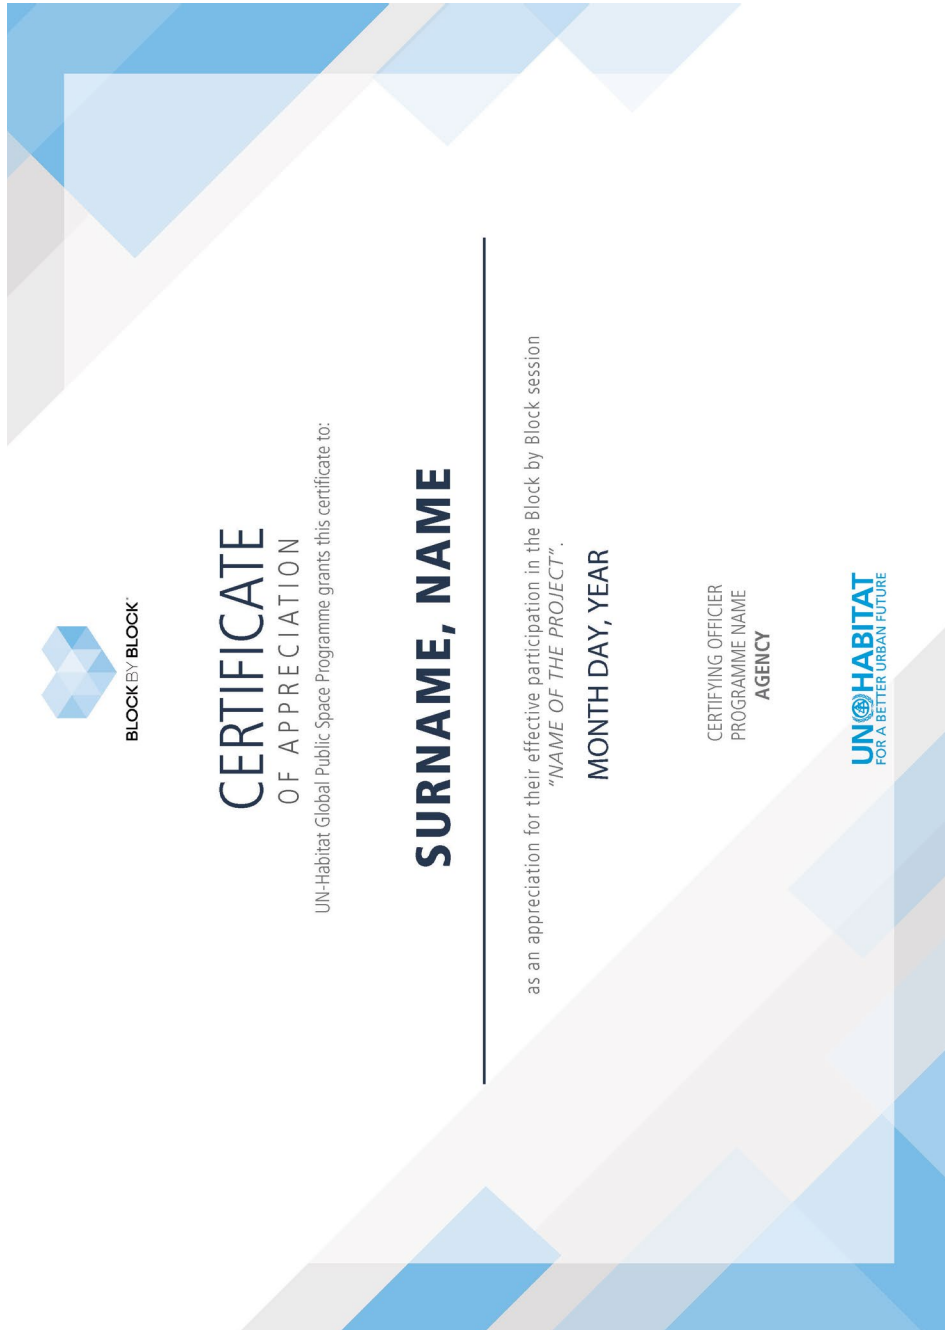 BLOCK BY BLOCK
CERTIFICATE
OF APPRECIATION
UN-Habitat Global Public Space Programme grants this certificate to:
SURNAME, NAME
as an appreciation for their effective participation in the Block by Block session
"NAME OF THE PROJECT".
MONTH DAY, YEAR
CERTIFYING OFFICIER
PROGRAMME NAME
AGENCY
UN HABITAT
FOR A BETTER URBAN FUTURE